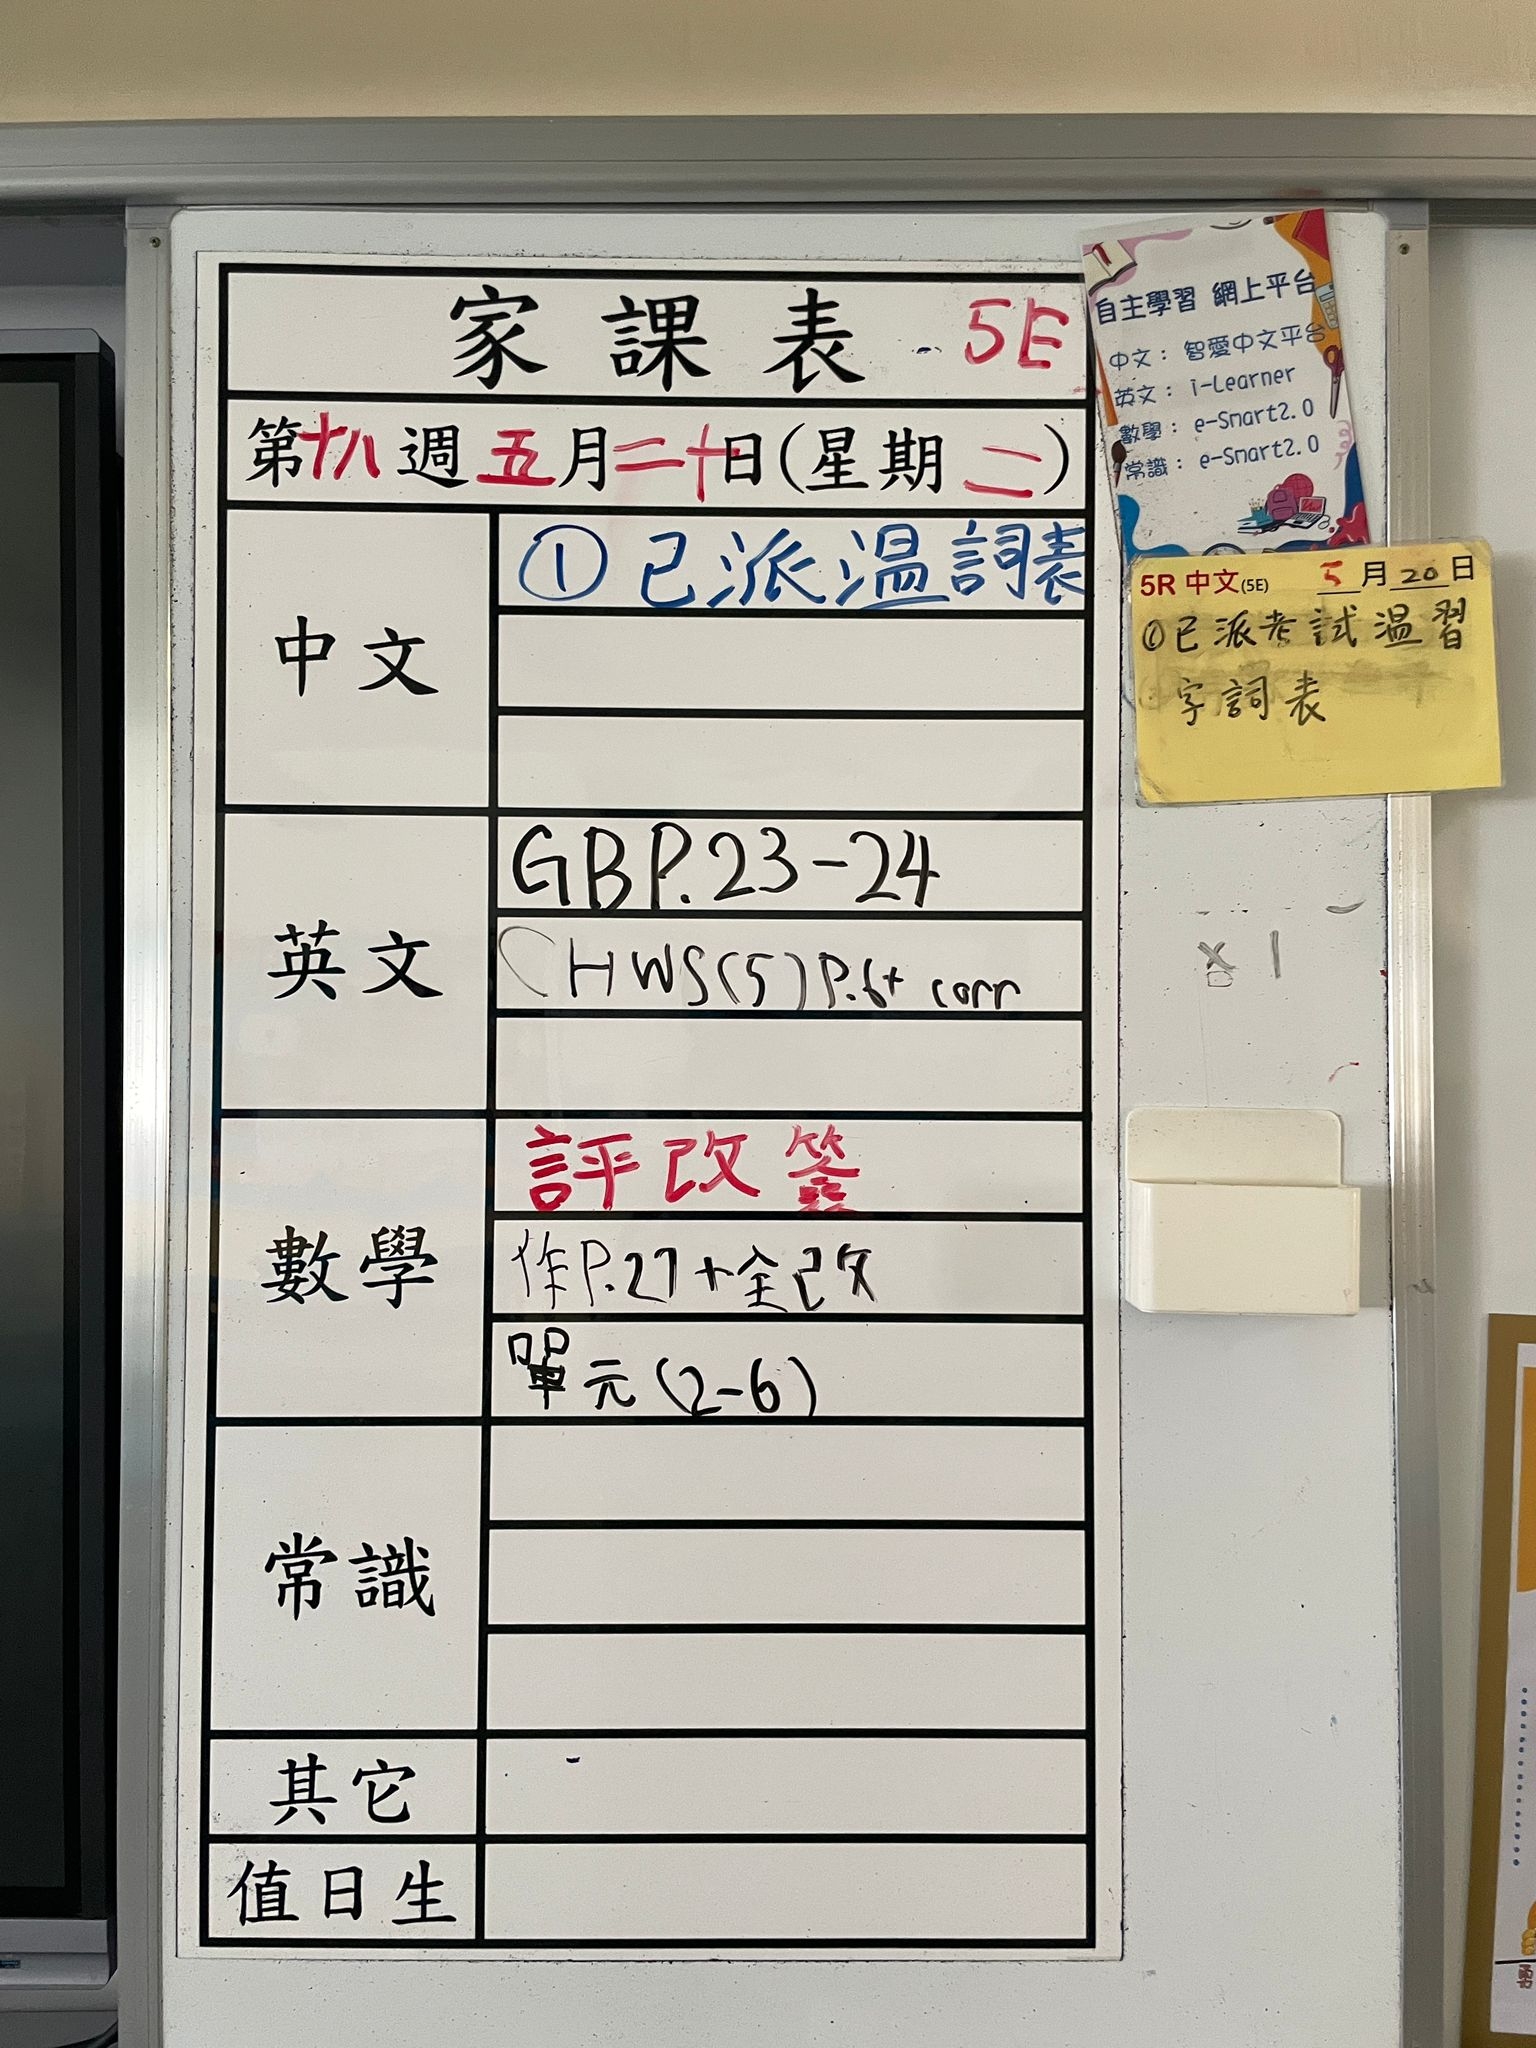 家課表 5E
第十八週五月二十日(星期二)
中文
①已派溫詞表
英文
GBP.23-24
CHWS(5)P.6+ corr
數學
評改簽
作P.27+全改
單元(2-6)
常識
其它
值日生
自主學習 網上平台
中文：智愛中文平台
英文：i-Learner
數學：e-Smart2.0
常識：e-Smart2.0
5R 中文(5E) 5月20日
①已派考試溫習
字詞表